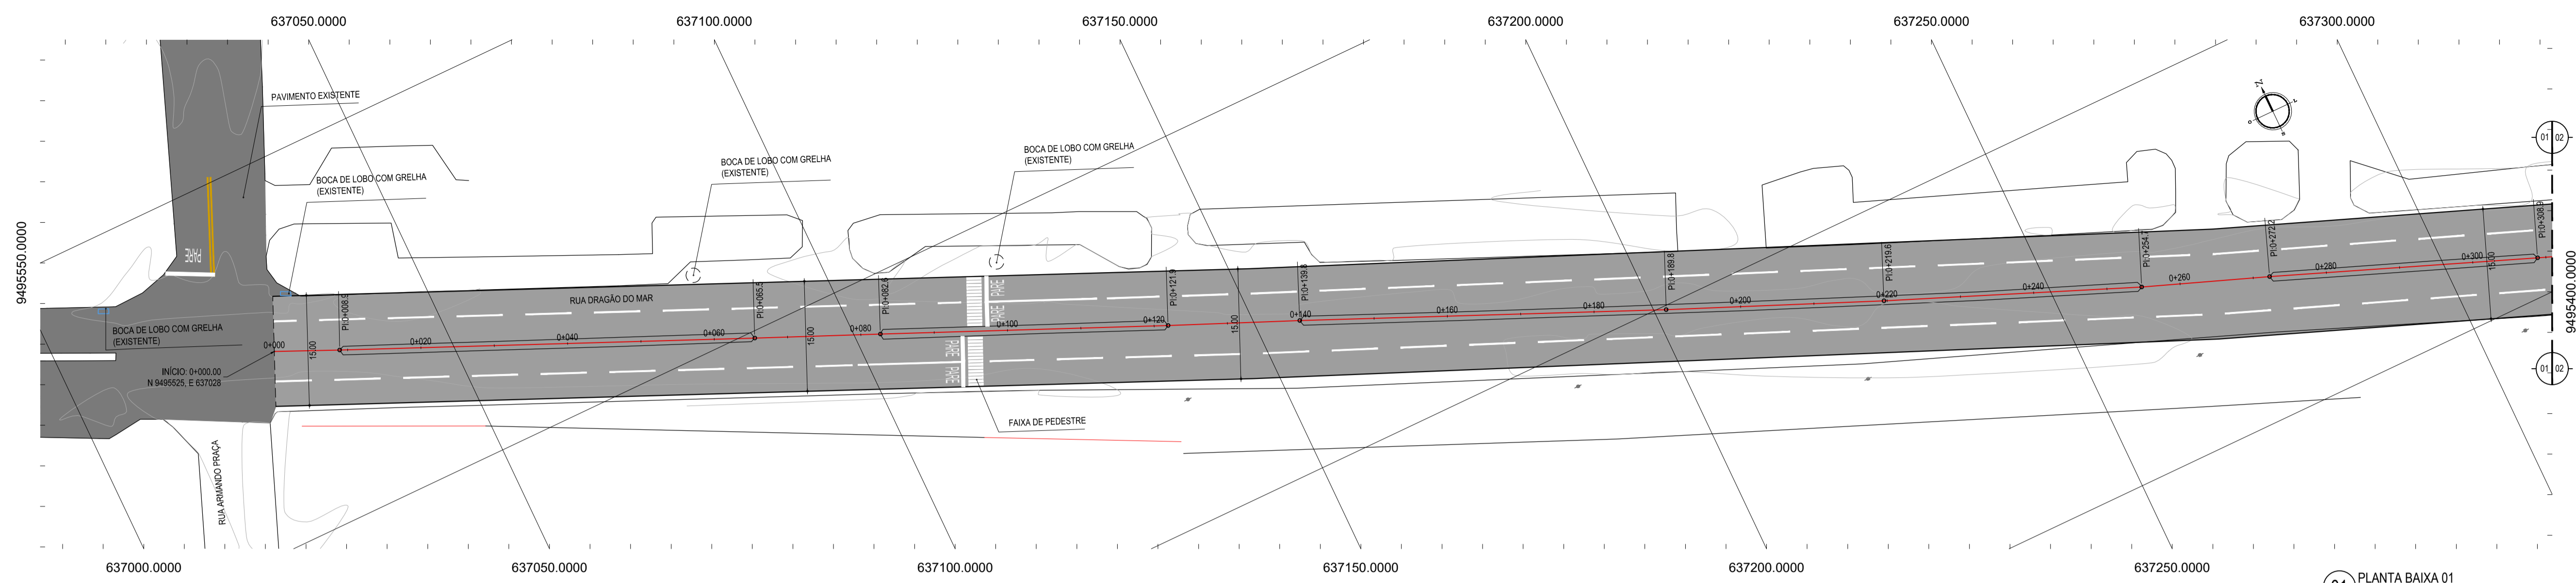 637050.0000
637100.0000
637150.0000
637200.0000
637250.0000
637300.0000
PAVIMENTO EXISTENTE
BOCA DE LOBO COM GRELHA
(EXISTENTE)
BOCA DE LOBO COM GRELHA
(EXISTENTE)
BOCA DE LOBO COM GRELHA
(EXISTENTE)
N
01
02
9495550.0000
PARE
RUA DRAGÃO DO MAR
BOCA DE LOBO COM GRELHA
(EXISTENTE)
INÍCIO: 0+000.00
N 9495525, E 637028
0+000
15.00
PI:0+008.9
0+020
0+040
0+060
PI:0+065.5
15.00
0+080
PI:0+082.6
PARE
PARE
PARE
PARE
0+100
0+120
PI:0+121.9
15.00
PI:0+139.8
0+140
0+160
0+180
PI:0+189.8
0+200
0+220
PI:0+219.6
0+240
PI:0+254.7
0+260
PI:0+272.2
0+280
0+300
15.00
PI:0+308.9
9495400.0000
01
02
FAIXA DE PEDESTRE
RUA ARMANDO PRAÇA
637000.0000
637050.0000
637100.0000
637150.0000
637200.0000
637250.0000
PLANTA BAIXA 01